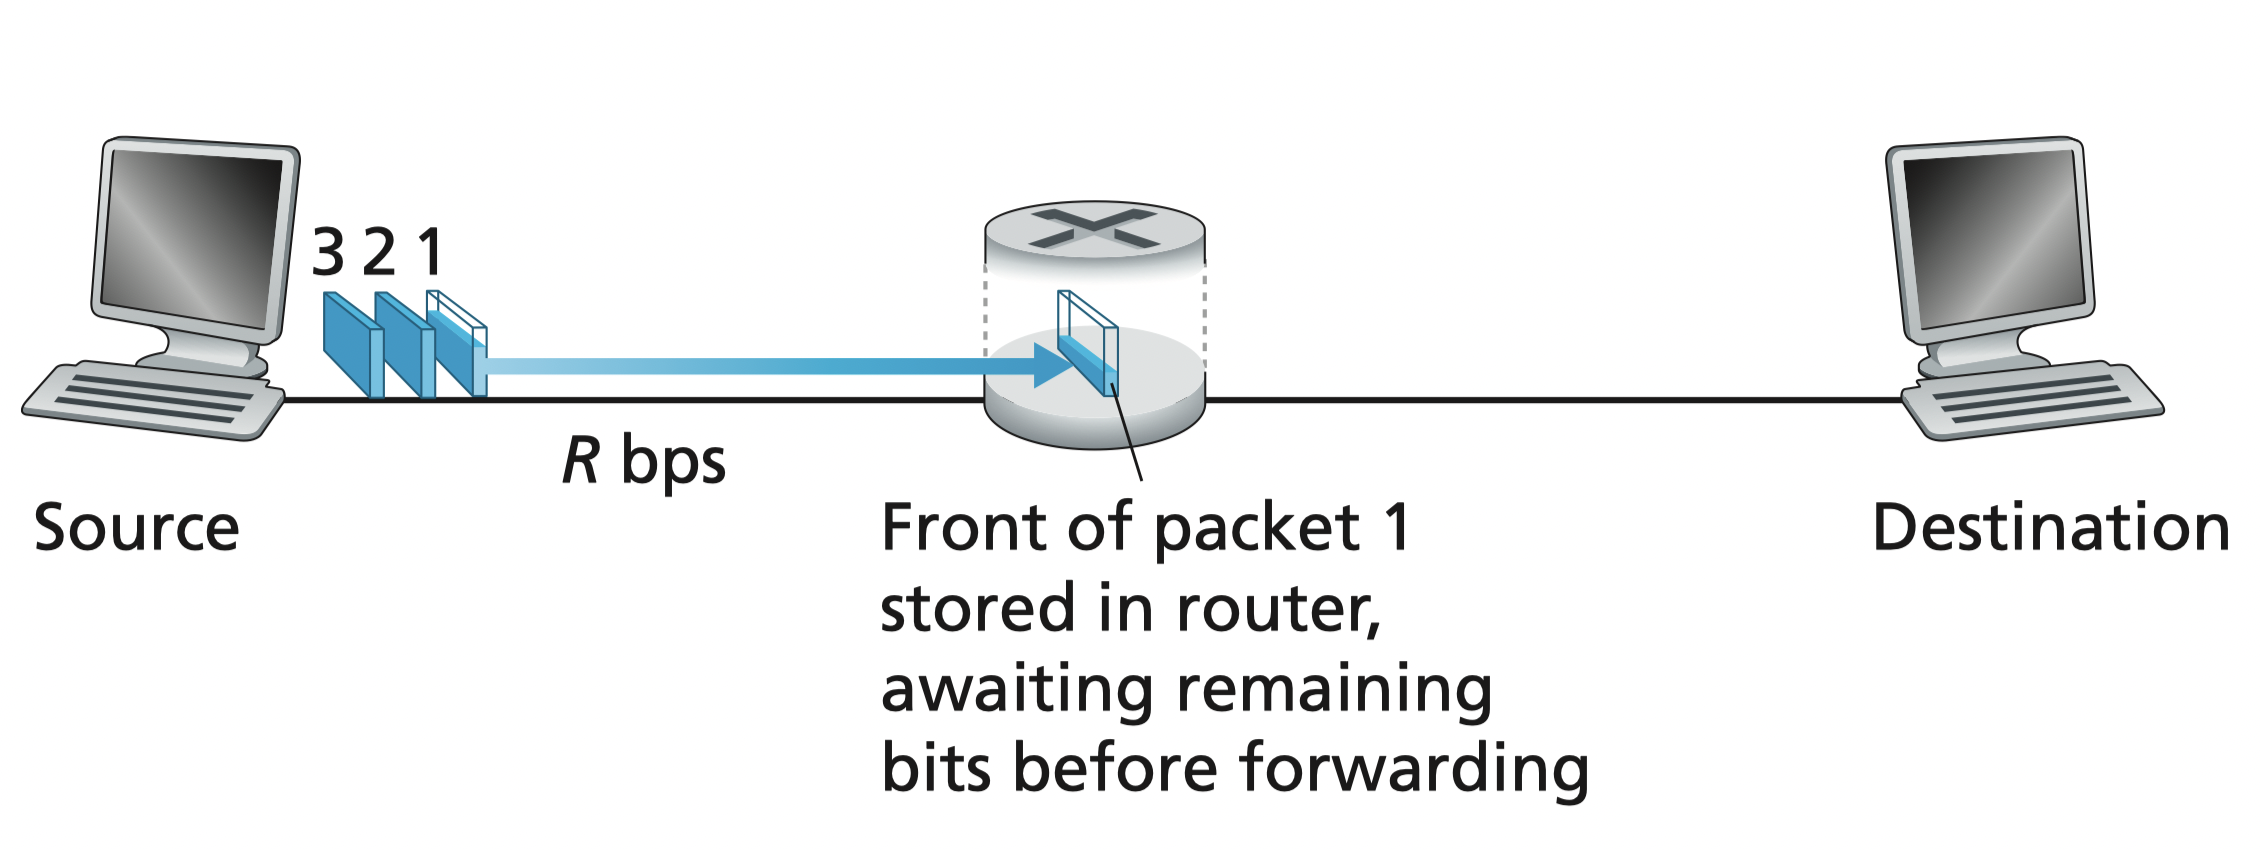 3 2 1
R bps
Source
Front of packet 1
stored in router,
awaiting remaining
bits before forwarding
Destination